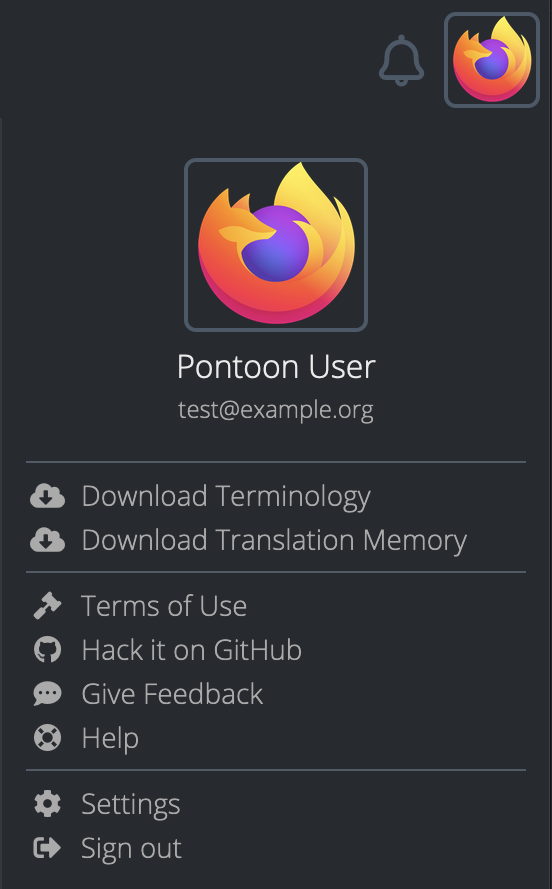 Pontoon User
test@example.org
Download Terminology
Download Translation Memory
Terms of Use
Hack it on GitHub
Give Feedback
Help
Settings
Sign out